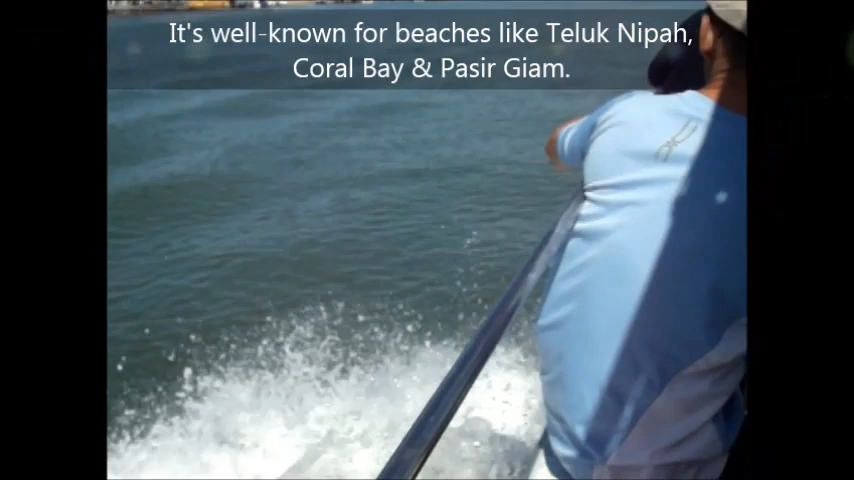 It's well-known for beaches like Teluk Nipah,
Coral Bay & Pasir Giam.